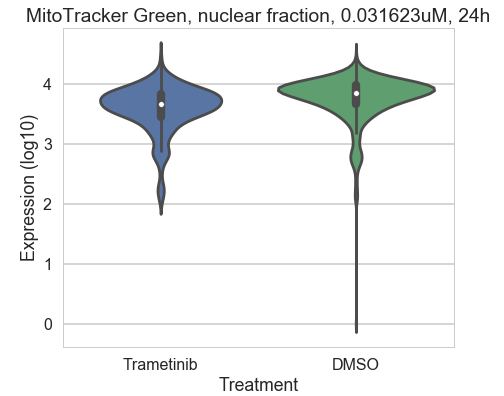 MitoTracker Green, nuclear fraction, 0.031623uM, 24h
Expression (log10)
4
3
2
1
0
Trametinib DMSO
Treatment